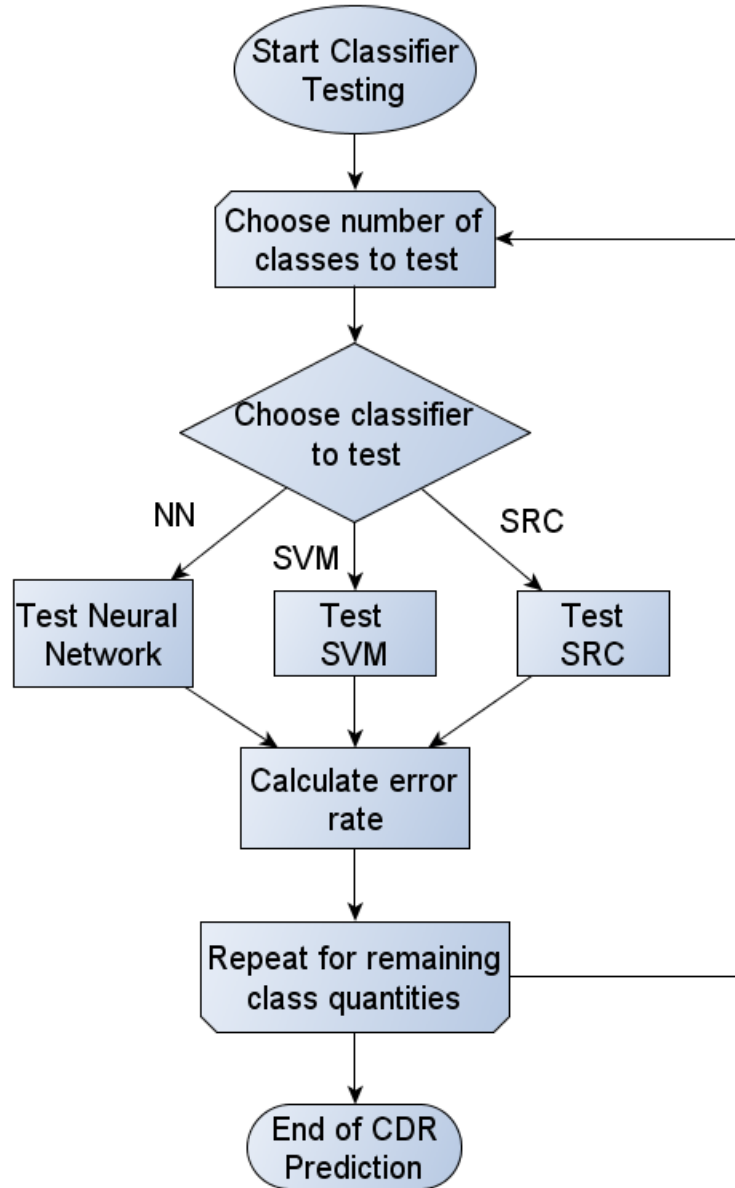 Start Classifier
Testing
Choose number of
classes to test
Choose classifier
to test
NN
SVM
SRC
Test Neural
Network
Test
SVM
Test
SRC
Calculate error
rate
Repeat for remaining
class quantities
End of CDR
Prediction